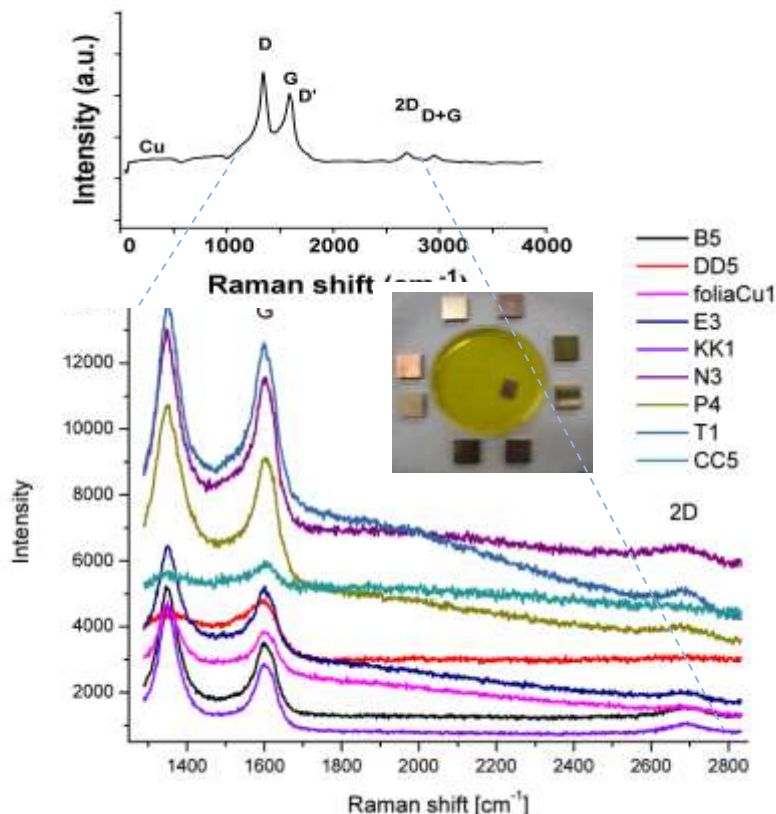 D
G
D'
2D
D+G
Cu
Intensity (a.u.)
0 1000 2000 3000 4000
Raman shift (cm⁻¹)
B5
DD5
foliaCu1
E3
KK1
N3
P4
T1
CC5
G
2D
12000
10000
8000
6000
4000
2000
Intensity
1400 1600 1800 2000 2200 2400 2600 2800
Raman shift [cm⁻¹]